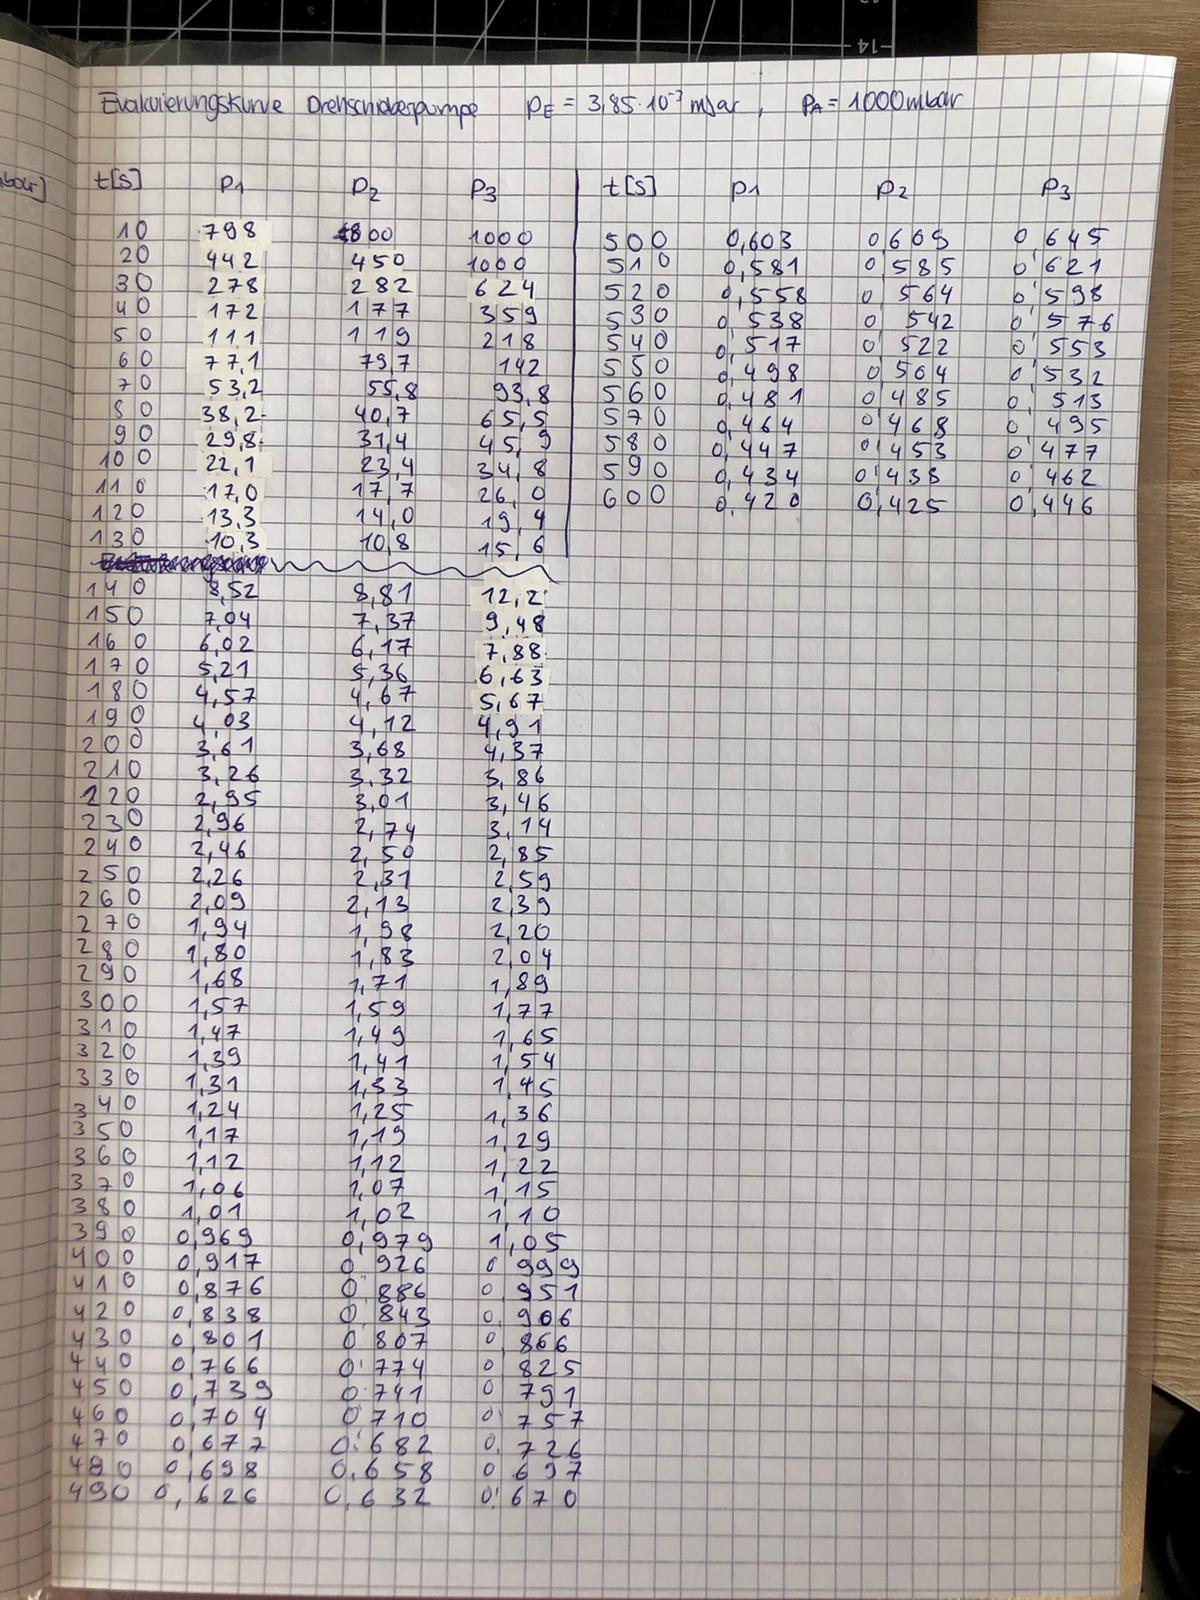 Evakuierungskurve Drehschieberpumpe pE = 3,85·10⁻³ mbar , pA = 1000mbar
t[s] p1 p2 p3 t[s] p1 p2 p3
10 798 800 1000 500 0,603 0,609 0,645
20 442 450 1000 510 0,581 0,585 0,621
30 278 282 624 520 0,558 0,564 0,598
40 172 177 359 530 0,538 0,542 0,576
50 111 119 218 540 0,517 0,522 0,553
60 77,1 79,7 142 550 0,498 0,504 0,532
70 53,2 55,8 93,8 560 0,481 0,485 0,513
80 38,2 40,7 65,5 570 0,464 0,468 0,495
90 29,8 31,4 45,9 580 0,447 0,453 0,477
100 22,1 23,4 34,8 590 0,434 0,438 0,462
110 17,0 17,7 26,0 600 0,420 0,425 0,446
120 13,3 14,0 19,4
130 10,3 10,8 15,6
140 8,52 8,81 12,2
150 7,04 7,37 9,48
160 6,02 6,17 7,88
170 5,21 5,36 6,63
180 4,57 4,67 5,67
190 4,03 4,12 4,91
200 3,61 3,68 4,37
210 3,26 3,32 3,86
220 2,95 3,01 3,46
230 2,96 2,74 3,14
240 2,46 2,50 2,85
250 2,26 2,31 2,59
260 2,09 2,13 2,39
270 1,94 1,98 2,20
280 1,80 1,83 2,04
290 1,68 1,71 1,89
300 1,57 1,59 1,77
310 1,47 1,49 1,65
320 1,39 1,41 1,54
330 1,31 1,33 1,45
340 1,24 1,25 1,36
350 1,17 1,19 1,29
360 1,12 1,12 1,22
370 1,06 1,07 1,15
380 1,01 1,02 1,10
390 0,969 0,979 1,05
400 0,917 0,926 0,999
410 0,876 0,886 0,951
420 0,838 0,843 0,906
430 0,801 0,807 0,866
440 0,766 0,774 0,825
450 0,739 0,741 0,791
460 0,704 0,710 0,757
470 0,677 0,682 0,726
480 0,698 0,658 0,697
490 0,626 0,632 0,670